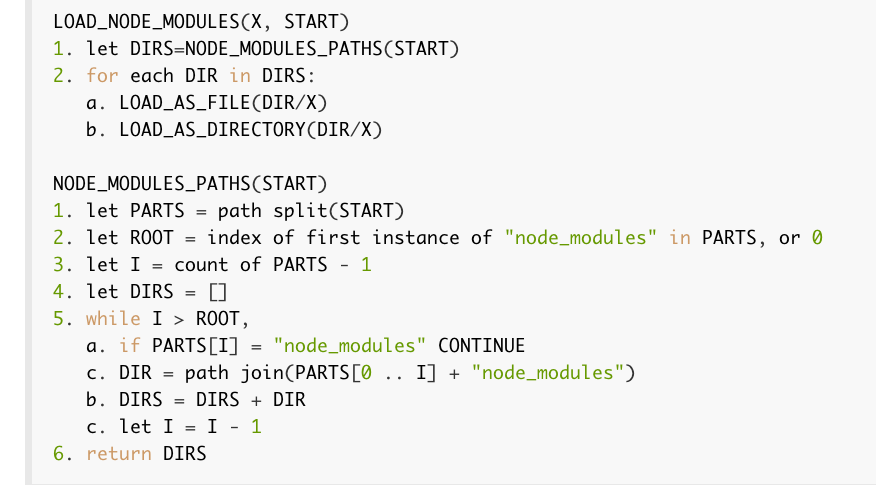 LOAD_NODE_MODULES(X, START)
1. let DIRS=NODE_MODULES_PATHS(START)
2. for each DIR in DIRS:
   a. LOAD_AS_FILE(DIR/X)
   b. LOAD_AS_DIRECTORY(DIR/X)

NODE_MODULES_PATHS(START)
1. let PARTS = path split(START)
2. let ROOT = index of first instance of "node_modules" in PARTS, or 0
3. let I = count of PARTS - 1
4. let DIRS = []
5. while I > ROOT,
   a. if PARTS[I] = "node_modules" CONTINUE
   c. DIR = path join(PARTS[0 .. I] + "node_modules")
   b. DIRS = DIRS + DIR
   c. let I = I - 1
6. return DIRS